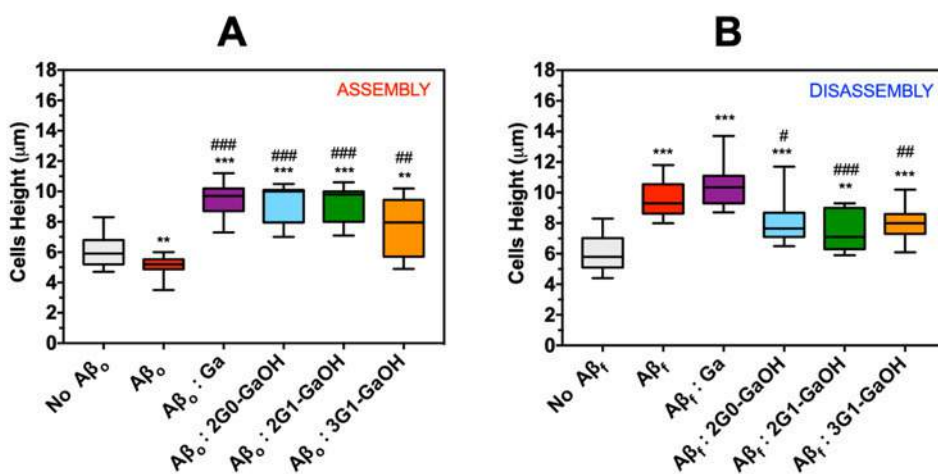 A
B
18
16
14
12
10
8
6
4
2
0
Cells Height (μm)
ASSEMBLY
**
###
***
###
***
###
***
##
**
No Aβo
Aβo
Aβo : Ga
Aβo : 2G0-GaOH
Aβo : 2G1-GaOH
Aβo : 3G1-GaOH
18
16
14
12
10
8
6
4
2
0
Cells Height (μm)
DISASSEMBLY
***
***
#
***
###
**
##
***
No Aβf
Aβf
Aβf : Ga
Aβf : 2G0-GaOH
Aβf : 2G1-GaOH
Aβf : 3G1-GaOH